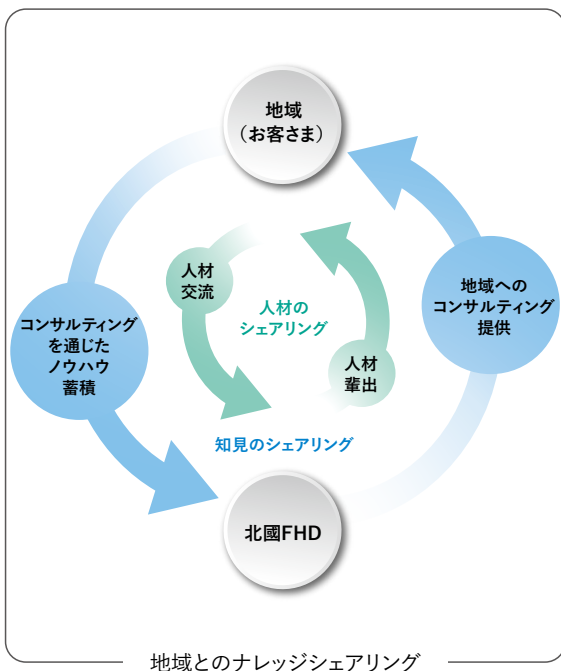 地域
（お客さま）
人材
交流
人材の
シェアリング
地域への
コンサルティング
提供
コンサルティング
を通じた
ノウハウ
蓄積
人材
輩出
知見のシェアリング
北國FHD
地域とのナレッジシェアリング